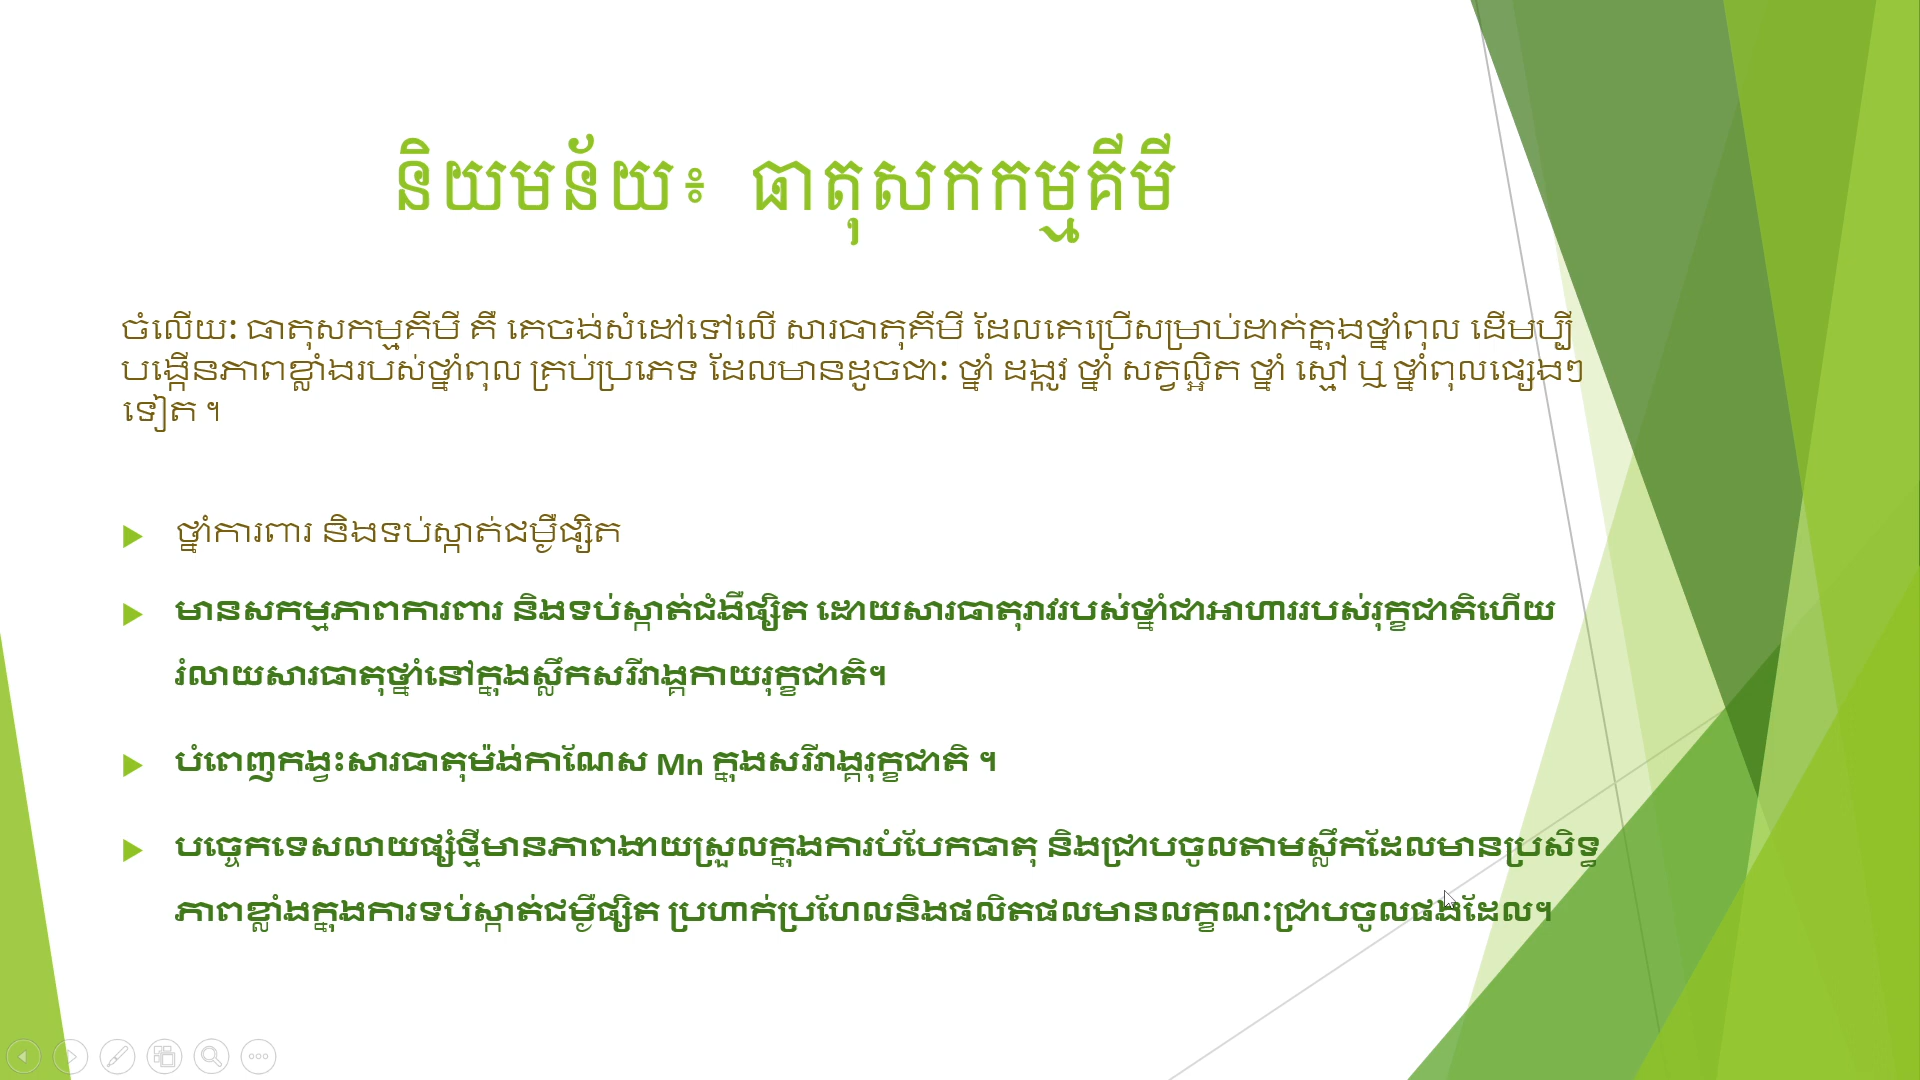 និយមន័យ៖ ធាតុសកកម្មគីមី
ចំលើយ: ធាតុសកម្មគីមី គឺ គេចង់សំដៅទៅលើ សារធាតុគីមី ដែលគេប្រើសម្រាប់ដាក់ក្នុងថ្នាំពុល ដើមប្បី
បង្កើនភាពខ្លាំងរបស់ថ្នាំពុល គ្រប់ប្រភេទ ដែលមានដូចជា: ថ្នាំ ដង្កូវ ថ្នាំ សត្វល្អិត ថ្នាំ ស្មៅ ឬ ថ្នាំពុលផ្សេងៗ
ទៀត ។
ថ្នាំការពារ និងទប់ស្កាត់ជម្ងឺផ្សិត
មានសកម្មភាពការពារ និងទប់ស្កាត់ជំងឺផ្សិត ដោយសារធាតុរាវរបស់ថ្នាំជាអាហាររបស់រុក្ខជាតិហើយ
រំលាយសារធាតុថ្នាំនៅក្នុងស្លឹកសរីរាង្គកាយរុក្ខជាតិ។
បំពេញកង្វះសារធាតុម៉ង់កាណែស Mn ក្នុងសរីរាង្គរុក្ខជាតិ ។
បច្ចេកទេសលាយផ្សំថ្មីមានភាពងាយស្រួលក្នុងការបំបែកធាតុ និងជ្រាបចូលតាមស្លឹកដែលមានប្រសិទ្ធ
ភាពខ្លាំងក្នុងការទប់ស្កាត់ជម្ងឺផ្សិត ប្រហាក់ប្រហែលនិងផលិតផលមានលក្ខណ:ជ្រាបចូលផងដែល។